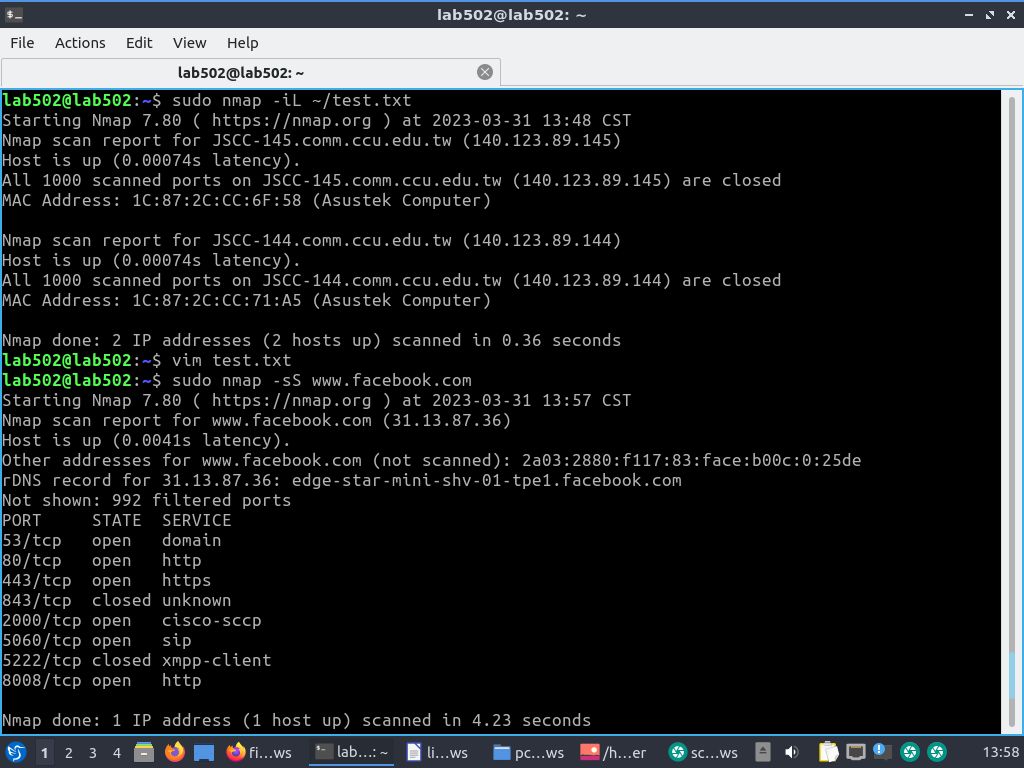 lab502@lab502: ~
File Actions Edit View Help
lab502@lab502: ~
lab502@lab502:~$ sudo nmap -iL ~/test.txt
Starting Nmap 7.80 ( https://nmap.org ) at 2023-03-31 13:48 CST
Nmap scan report for JSCC-145.comm.ccu.edu.tw (140.123.89.145)
Host is up (0.00074s latency).
All 1000 scanned ports on JSCC-145.comm.ccu.edu.tw (140.123.89.145) are closed
MAC Address: 1C:87:2C:CC:6F:58 (Asustek Computer)
Nmap scan report for JSCC-144.comm.ccu.edu.tw (140.123.89.144)
Host is up (0.00074s latency).
All 1000 scanned ports on JSCC-144.comm.ccu.edu.tw (140.123.89.144) are closed
MAC Address: 1C:87:2C:CC:71:A5 (Asustek Computer)
Nmap done: 2 IP addresses (2 hosts up) scanned in 0.36 seconds
lab502@lab502:~$ vim test.txt
lab502@lab502:~$ sudo nmap -sS www.facebook.com
Starting Nmap 7.80 ( https://nmap.org ) at 2023-03-31 13:57 CST
Nmap scan report for www.facebook.com (31.13.87.36)
Host is up (0.0041s latency).
Other addresses for www.facebook.com (not scanned): 2a03:2880:f117:83:face:b00c:0:25de
rDNS record for 31.13.87.36: edge-star-mini-shv-01-tpe1.facebook.com
Not shown: 992 filtered ports
PORT     STATE  SERVICE
53/tcp   open   domain
80/tcp   open   http
443/tcp  open   https
843/tcp  closed unknown
2000/tcp open   cisco-sccp
5060/tcp open   sip
5222/tcp closed xmpp-client
8008/tcp open   http
Nmap done: 1 IP address (1 host up) scanned in 4.23 seconds
1 2 3 4 fi...ws lab...: ~ li...ws pc...ws /h...er sc...ws 13:58